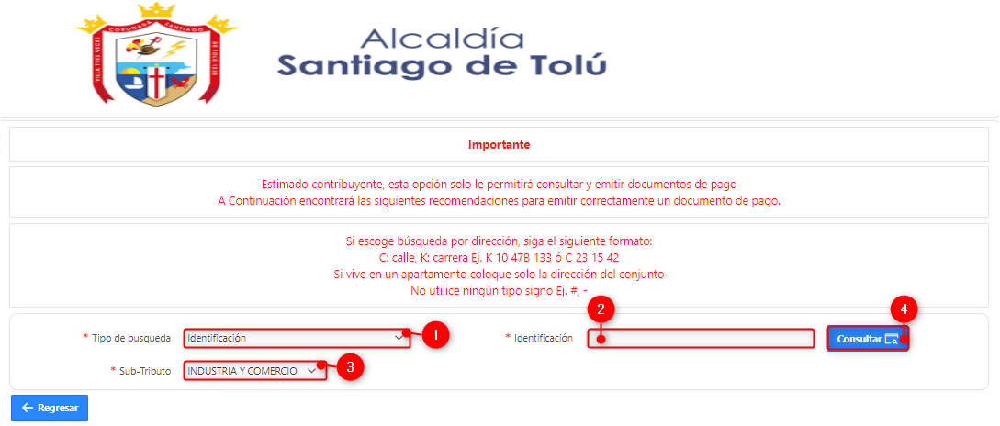 CORONADA SANTIAGO
VILLA TRES VECES
DE TOLU 1535
Alcaldía
Santiago de Tolú
Importante
Estimado contribuyente, esta opción solo le permitirá consultar y emitir documentos de pago
A Continuación encontrará las siguientes recomendaciones para emitir correctamente un documento de pago.
Si escoge búsqueda por dirección, siga el siguiente formato:
C: calle, K: carrera Ej. K 10 47B 133 ó C 23 15 42
Si vive en un apartamento coloque solo la dirección del conjunto
No utilice ningún tipo signo Ej. #, -
* Tipo de busqueda Identificación 1 * Identificación 2 Consultar 4
* Sub-Tributo INDUSTRIA Y COMERCIO 3
← Regresar